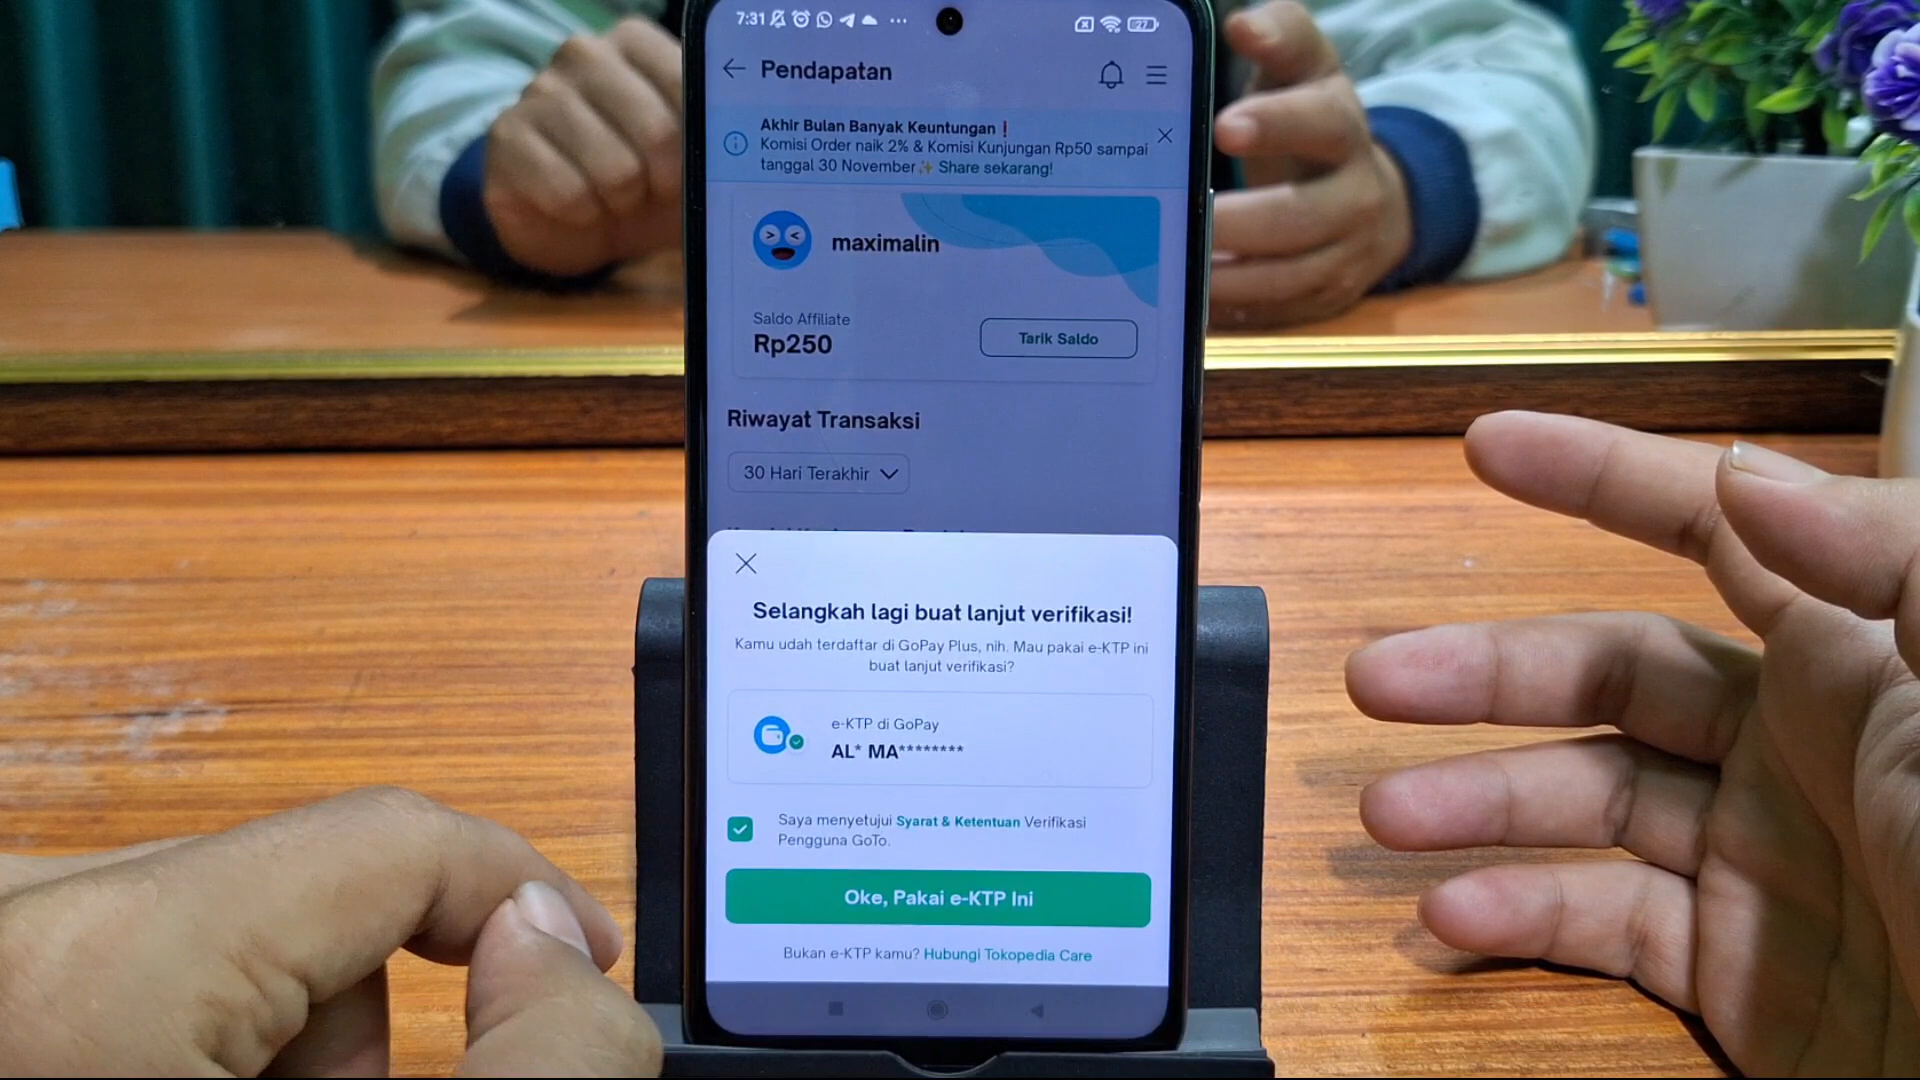 7:31
27
Pendapatan
Akhir Bulan Banyak Keuntungan❗
Komisi Order naik 2% & Komisi Kunjungan Rp50 sampai
tanggal 30 November✨ Share sekarang!
maximalin
Saldo Affiliate
Rp250
Tarik Saldo
Riwayat Transaksi
30 Hari Terakhir
Selangkah lagi buat lanjut verifikasi!
Kamu udah terdaftar di GoPay Plus, nih. Mau pakai e-KTP ini
buat lanjut verifikasi?
e-KTP di GoPay
AL* MA********
Saya menyetujui Syarat & Ketentuan Verifikasi
Pengguna GoTo.
Oke, Pakai e-KTP Ini
Bukan e-KTP kamu? Hubungi Tokopedia Care